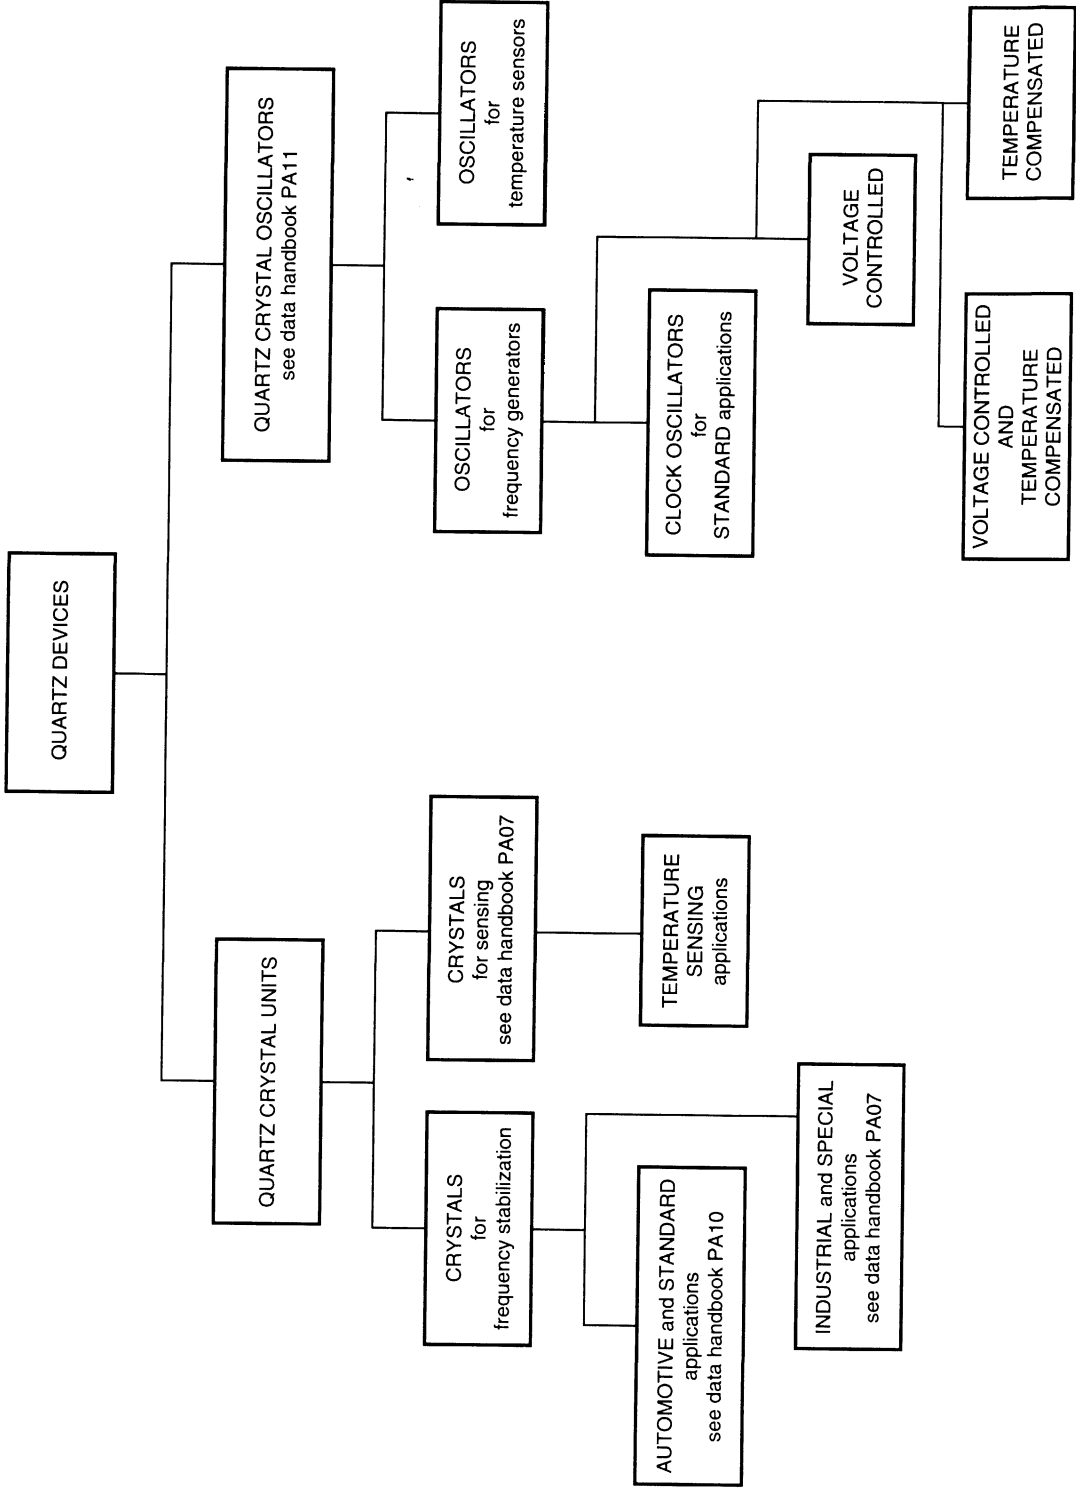 QUARTZ DEVICES
QUARTZ CRYSTAL UNITS
QUARTZ CRYSTAL OSCILLATORS
see data handbook PA11
CRYSTALS
for
frequency stabilization
CRYSTALS
for sensing
see data handbook PA07
OSCILLATORS
for
frequency generators
OSCILLATORS
for
temperature sensors
AUTOMOTIVE and STANDARD
applications
see data handbook PA10
TEMPERATURE
SENSING
applications
CLOCK OSCILLATORS
for
STANDARD applications
INDUSTRIAL and SPECIAL
applications
see data handbook PA07
VOLTAGE
CONTROLLED
VOLTAGE CONTROLLED
AND
TEMPERATURE
COMPENSATED
TEMPERATURE
COMPENSATED